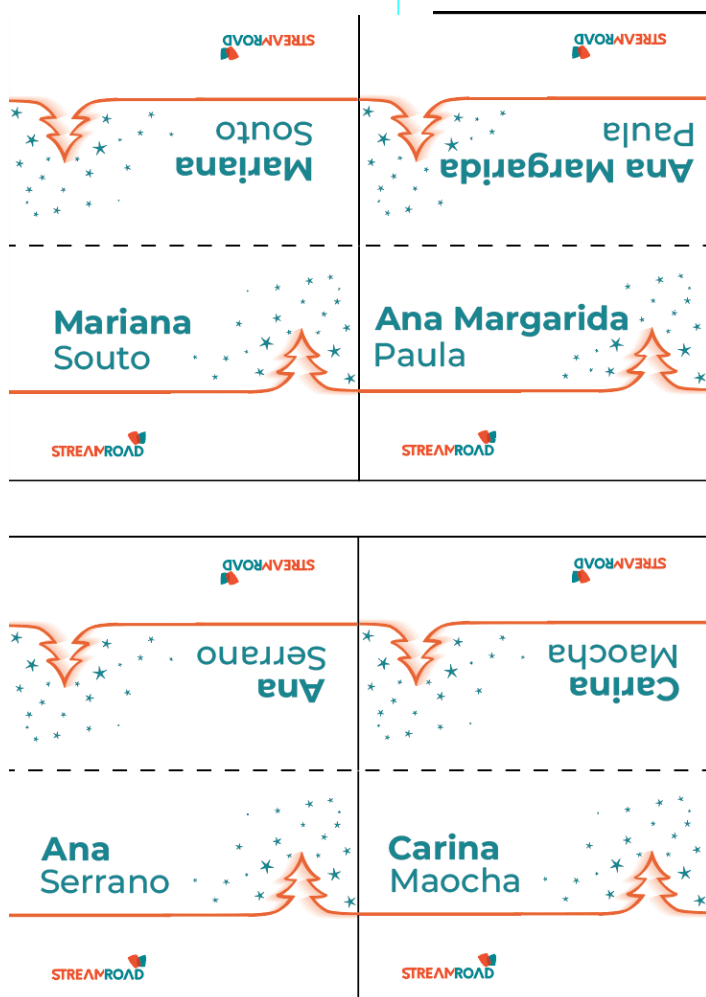 STREAMROAD
STREAMROAD
Souto
Mariana
Paula
Ana Margarida
Mariana
Souto
Ana Margarida
Paula
STREAMROAD
STREAMROAD
STREAMROAD
STREAMROAD
Serrano
Ana
Maocha
Carina
Ana
Serrano
Carina
Maocha
STREAMROAD
STREAMROAD